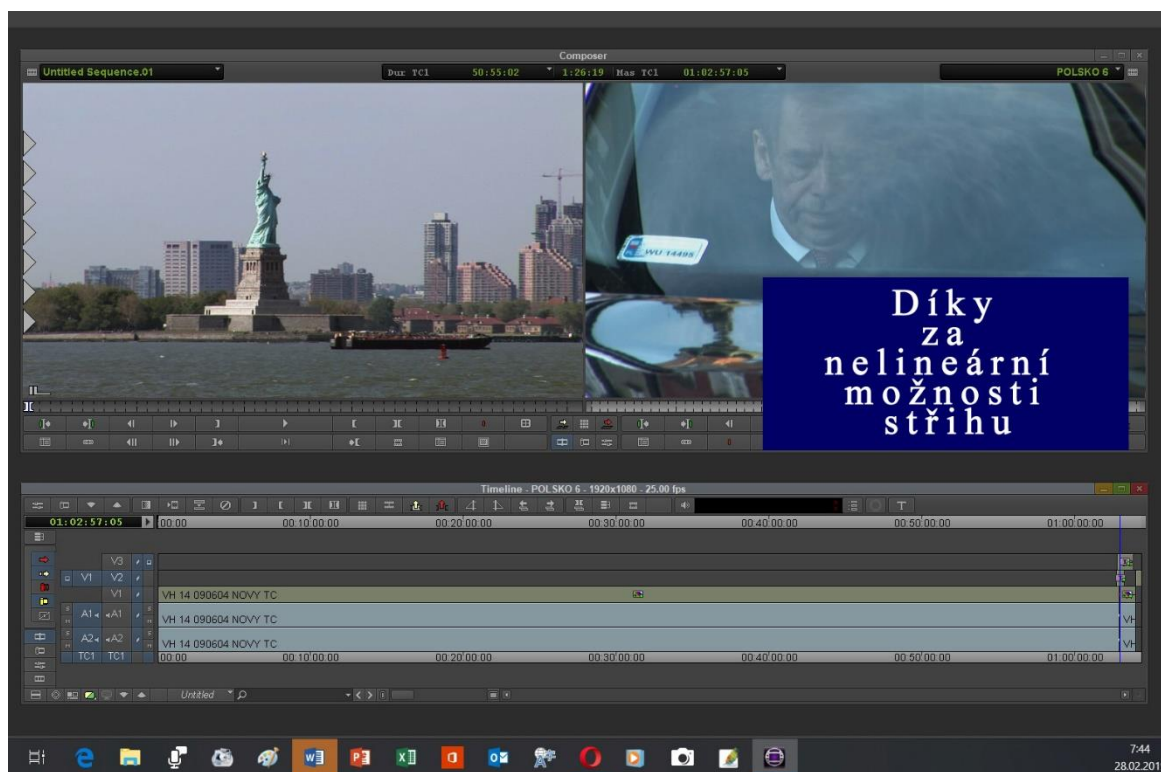 Composer
Untitled Sequence.01
Dur TC1 50:55:02
1:26:19 Mas TC1 01:02:57:05
POLSKO 6
WU 14495
Díky
za
nelineární
možnosti
střihu
Timeline - POLSKO 6 - 1920x1080 - 25.00 fps
01:02:57:05
00:00 00:10:00:00 00:20:00:00 00:30:00:00 00:40:00:00 00:50:00:00 01:00:00:00
V3
V1 V2
V1 VH 14 090604 NOVY TC
A1 A1 VH 14 090604 NOVY TC VH
A2 A2 VH 14 090604 NOVY TC VH
TC1 TC1 00:00 00:10:00:00 00:20:00:00 00:30:00:00 00:40:00:00 00:50:00:00 01:00:00:00
Untitled
7:44
28.02.201